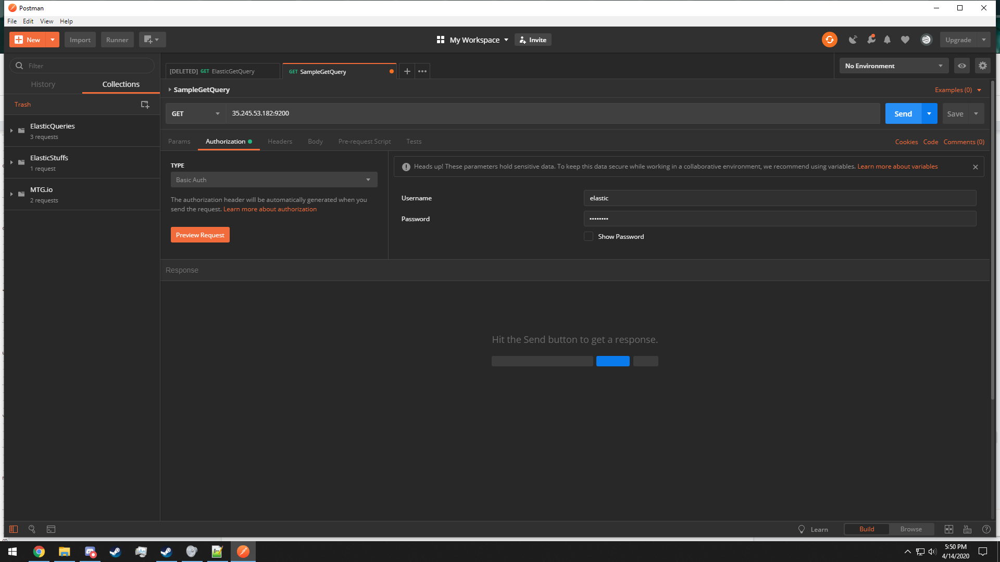 Postman
File Edit View Help
New Import Runner My Workspace Invite Upgrade
Filter
[DELETED] GET ElasticGetQuery GET SampleGetQuery No Environment
History Collections
SampleGetQuery Examples (0)
Trash
GET 35.245.53.182:9200 Send Save
ElasticQueries
3 requests
Params Authorization Headers Body Pre-request Script Tests Cookies Code Comments (0)
ElasticStuffs
1 request
MTG.io
2 requests
TYPE
Basic Auth
The authorization header will be automatically generated when you
send the request. Learn more about authorization
Preview Request
Heads up! These parameters hold sensitive data. To keep this data secure while working in a collaborative environment, we recommend using variables. Learn more about variables
Username elastic
Password ••••••••
Show Password
Response
Hit the Send button to get a response.
Learn Build Browse
5:50 PM
4/14/2020